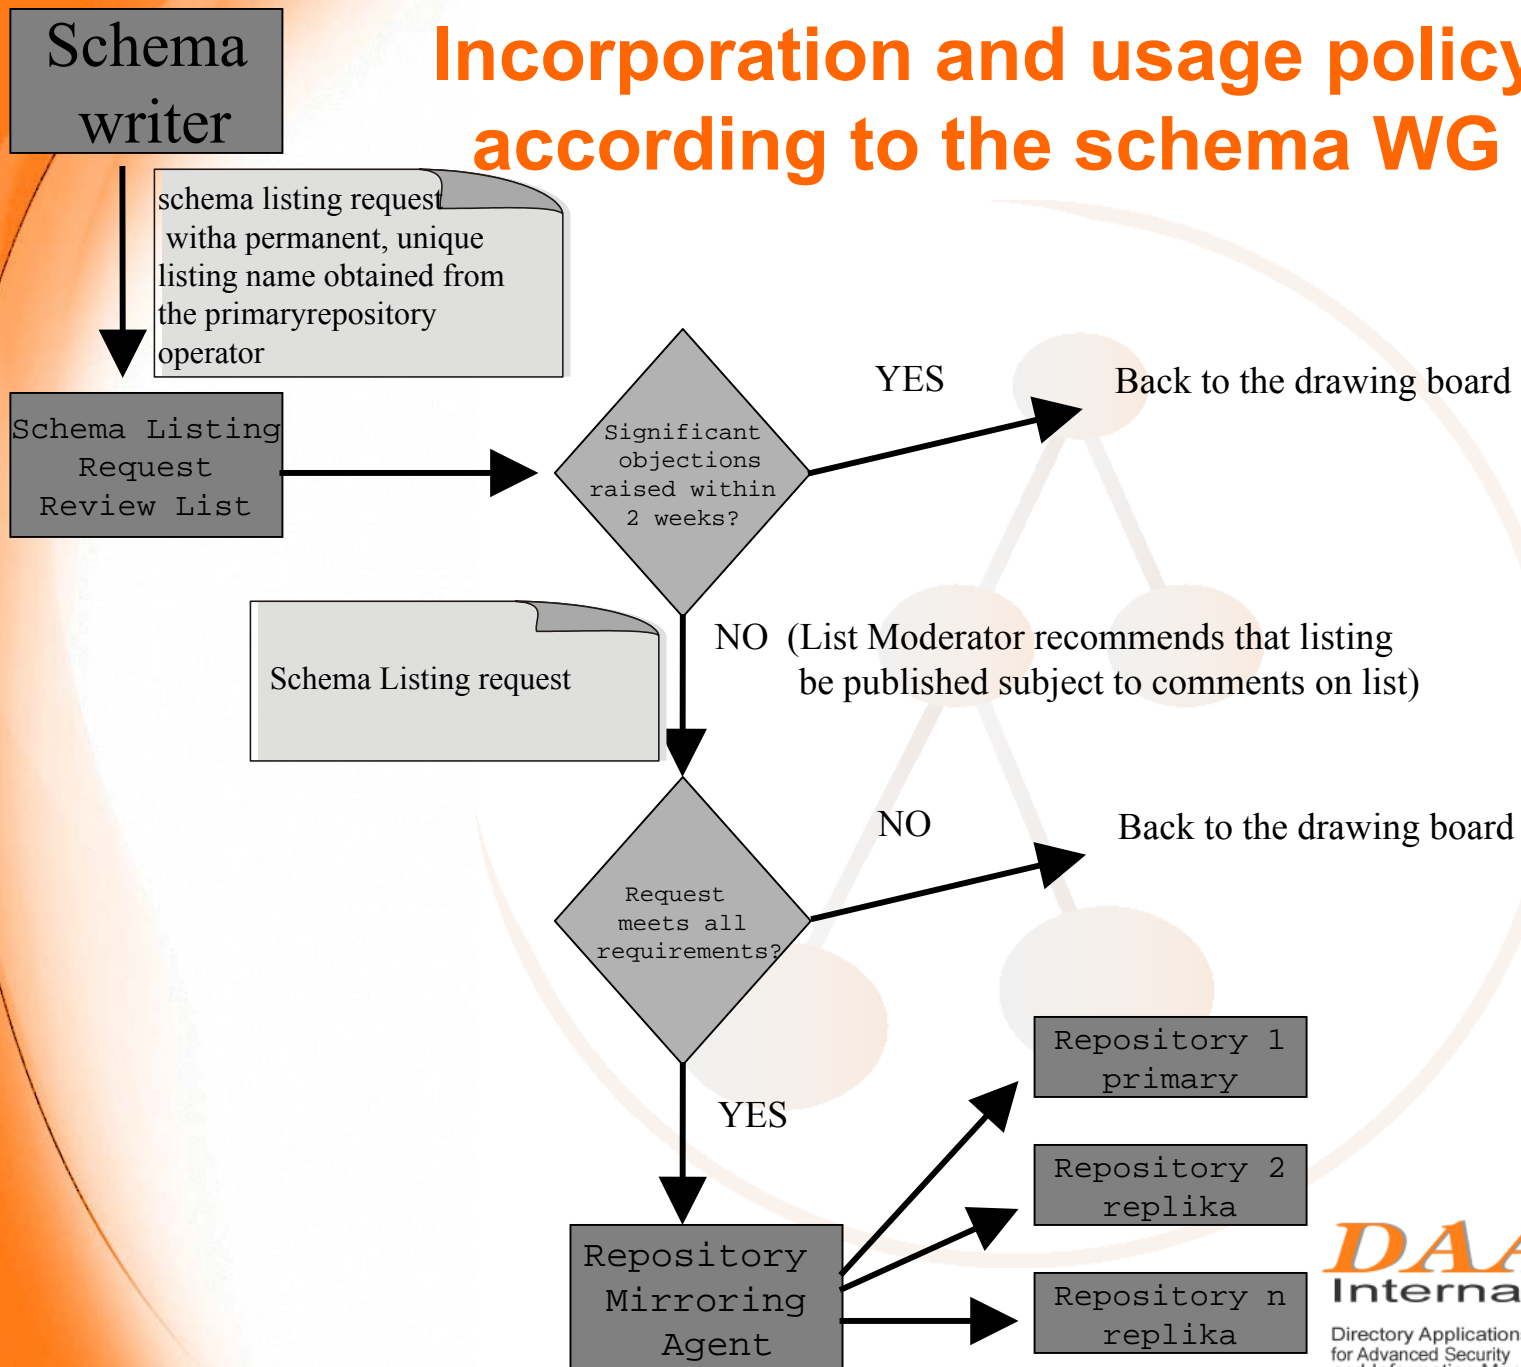 Schema
writer
Incorporation and usage policy
according to the schema WG
schema listing request
witha permanent, unique
listing name obtained from
the primaryrepository
operator
Schema Listing
Request
Review List
Significant
objections
raised within
2 weeks?
YES
Back to the drawing board
Schema Listing request
NO (List Moderator recommends that listing
be published subject to comments on list)
Request
meets all
requirements?
NO
Back to the drawing board
YES
Repository
Mirroring
Agent
Repository 1
primary
Repository 2
replika
Repository n
replika
DAA
Interna
Directory Application
for Advanced Security